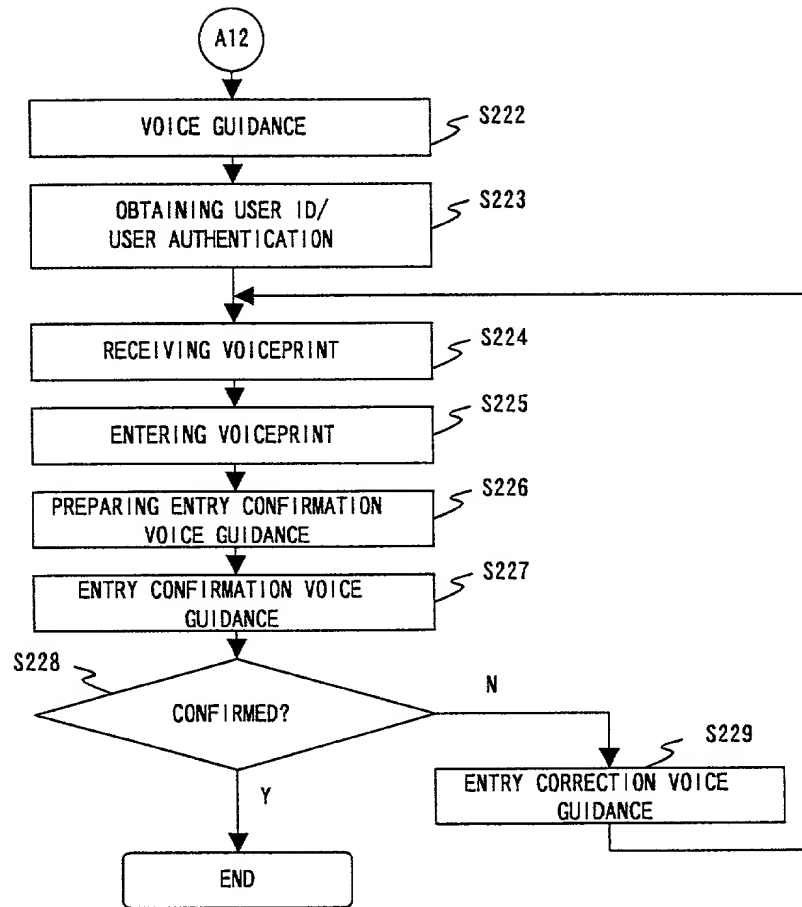 A12
VOICE GUIDANCE
S222
OBTAINING USER ID/
USER AUTHENTICATION
S223
RECEIVING VOICEPRINT
S224
ENTERING VOICEPRINT
S225
PREPARING ENTRY CONFIRMATION
VOICE GUIDANCE
S226
ENTRY CONFIRMATION VOICE
GUIDANCE
S227
S228
CONFIRMED?
N
Y
S229
ENTRY CORRECTION VOICE
GUIDANCE
END